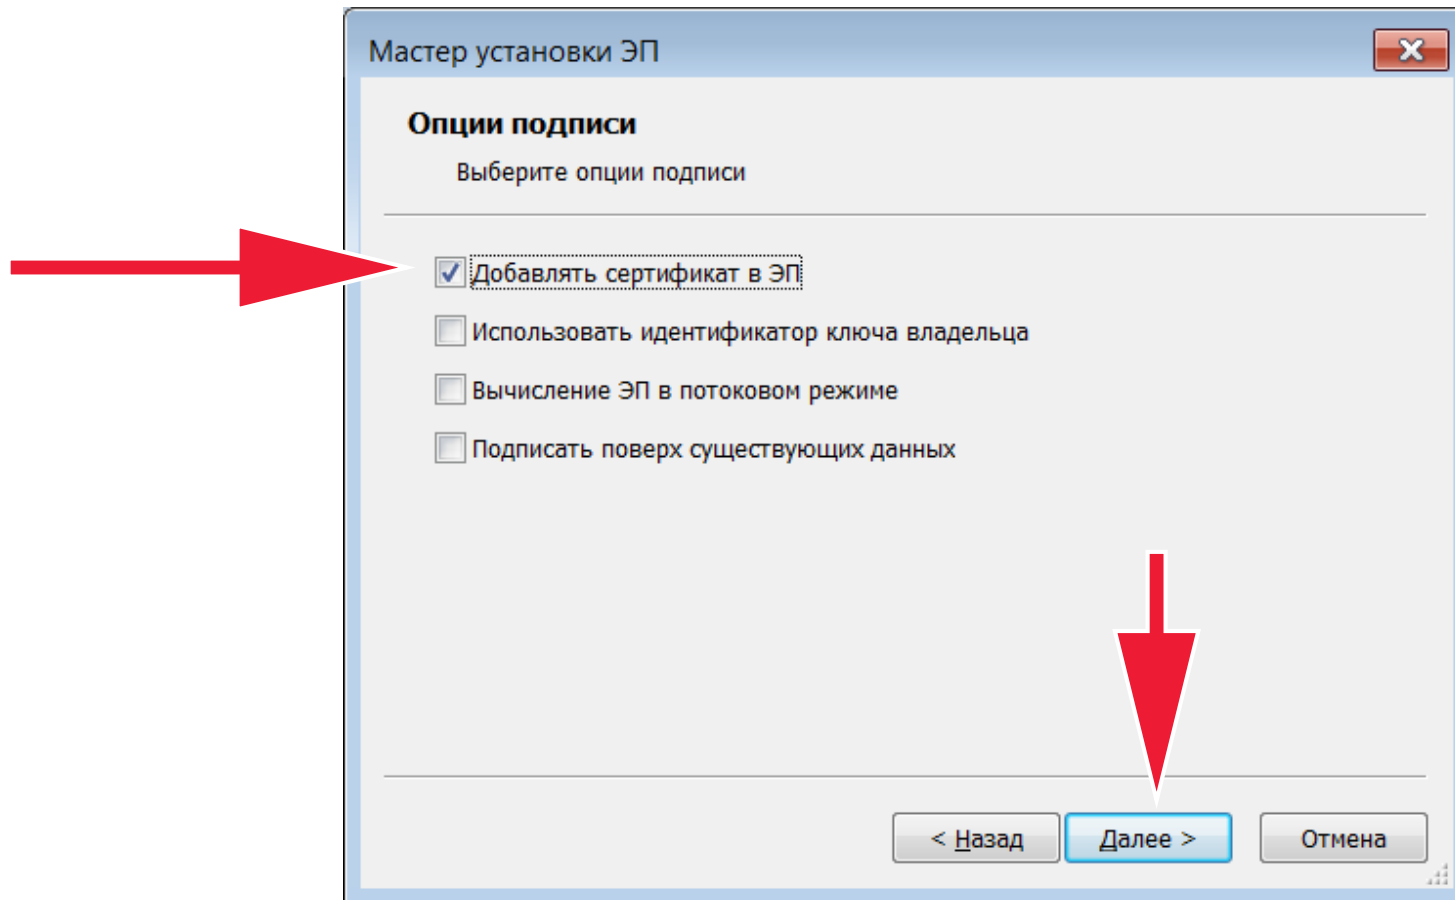 Мастер установки ЭП
Опции подписи
Выберите опции подписи
Добавлять сертификат в ЭП
Использовать идентификатор ключа владельца
Вычисление ЭП в потоковом режиме
Подписать поверх существующих данных
< Назад Далее > Отмена